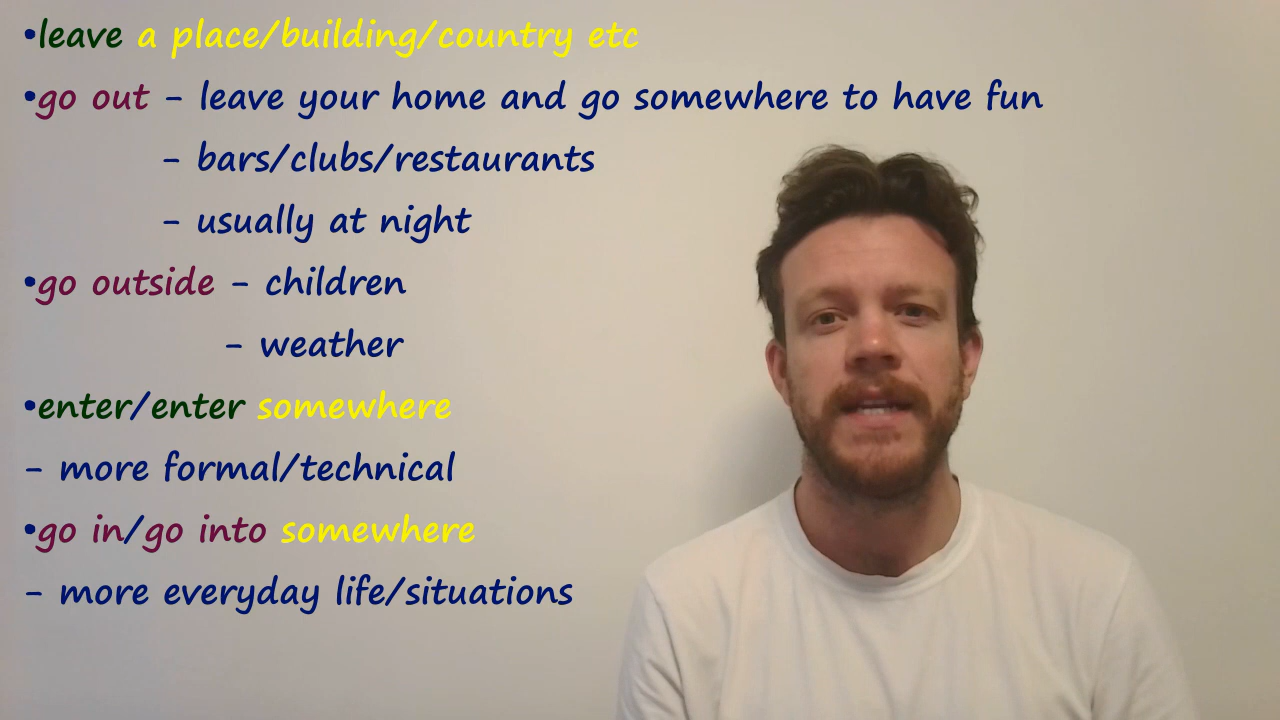 •leave a place/building/country etc
•go out - leave your home and go somewhere to have fun
- bars/clubs/restaurants
- usually at night
•go outside - children
- weather
•enter/enter somewhere
- more formal/technical
•go in/go into somewhere
- more everyday life/situations